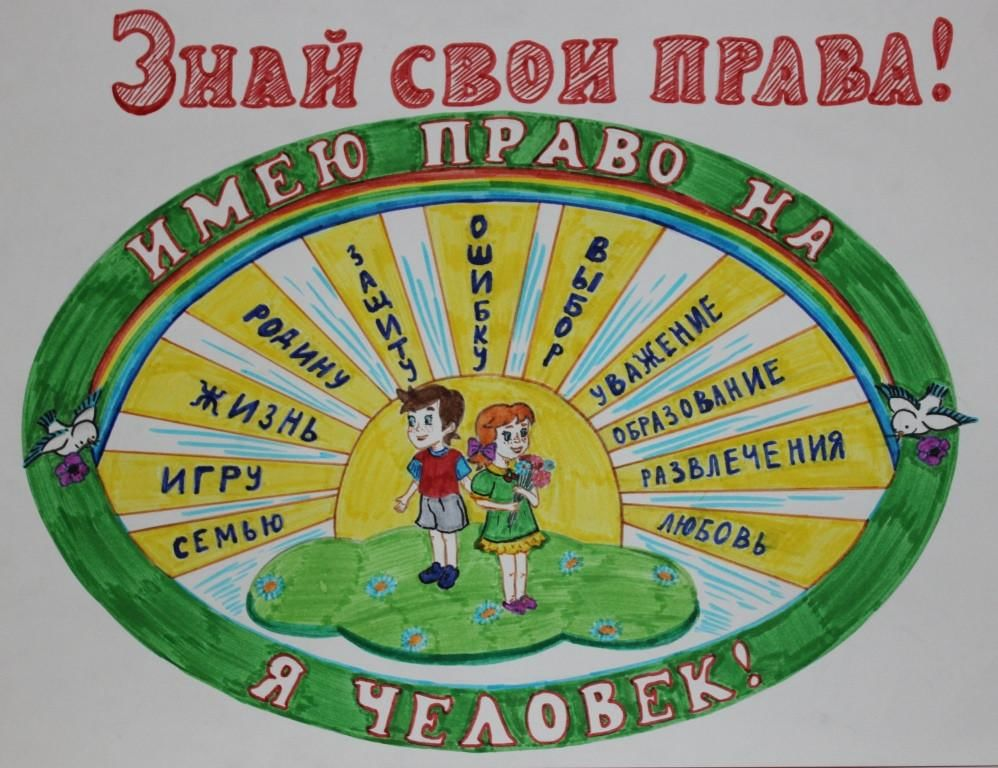 Знай свои права!
ИМЕЮ ПРАВО НА
СЕМЬЮ
ИГРУ
ЖИЗНЬ
РОДИНУ
ЗАЩИТУ
ОШИБКУ
ВЫБОР
УВАЖЕНИЕ
ОБРАЗОВАНИЕ
РАЗВЛЕЧЕНИЯ
ЛЮБОВЬ
Я ЧЕЛОВЕК!